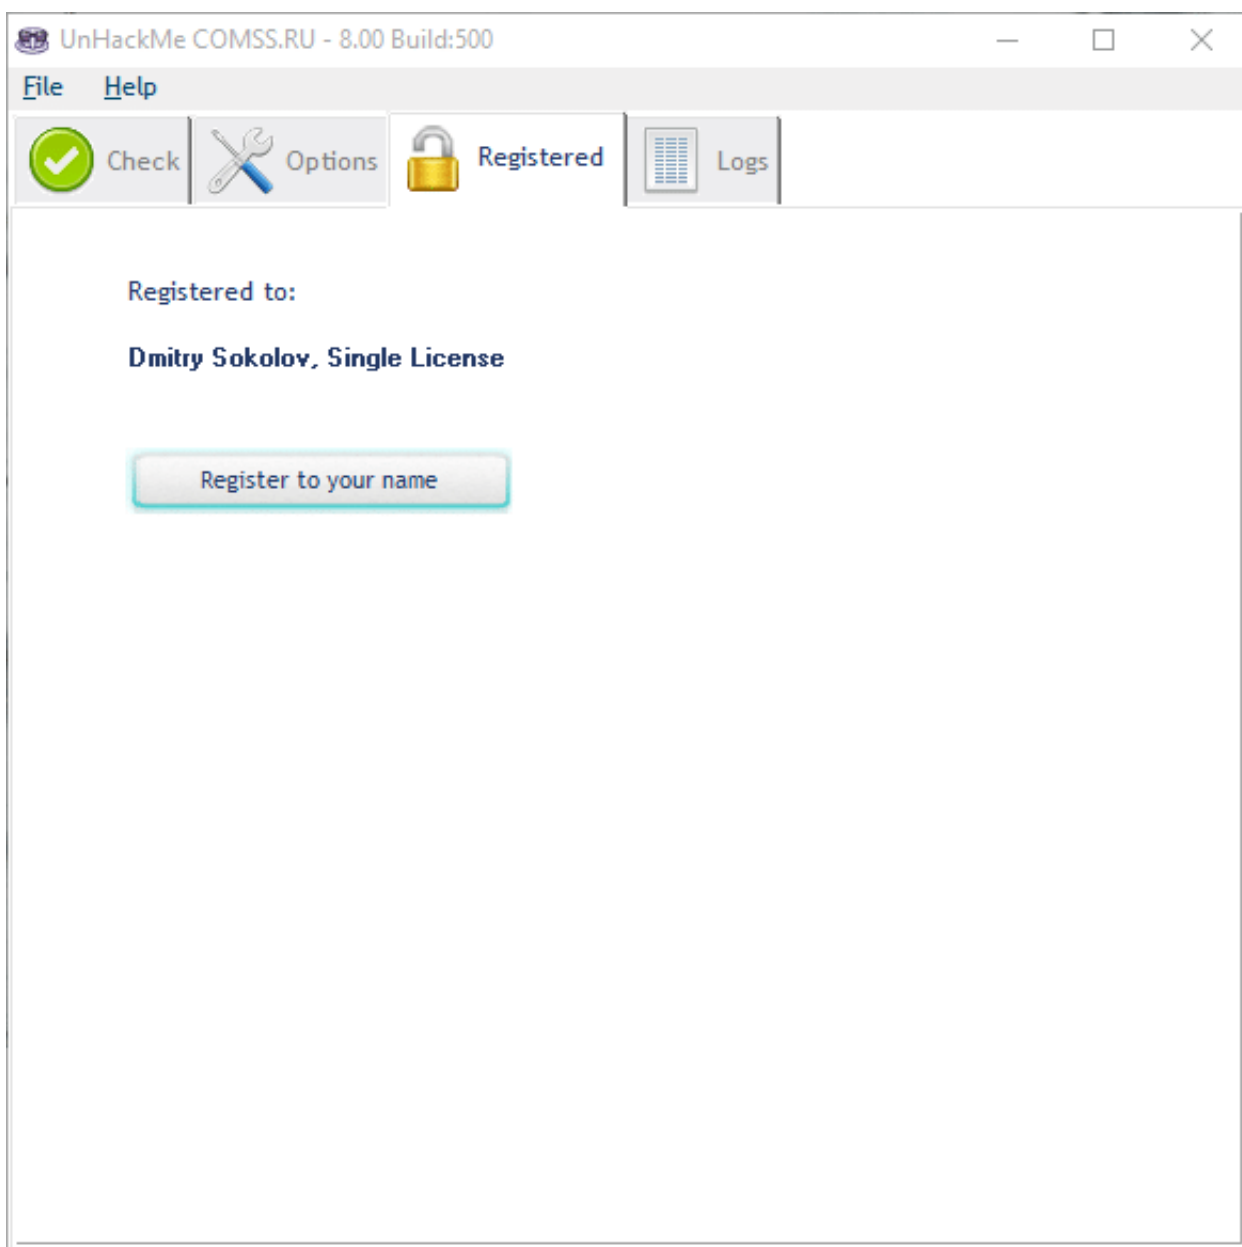 UnHackMe COMSS.RU - 8.00 Build:500
File Help
Check Options Registered Logs
Registered to:
Dmitry Sokolov, Single License
Register to your name